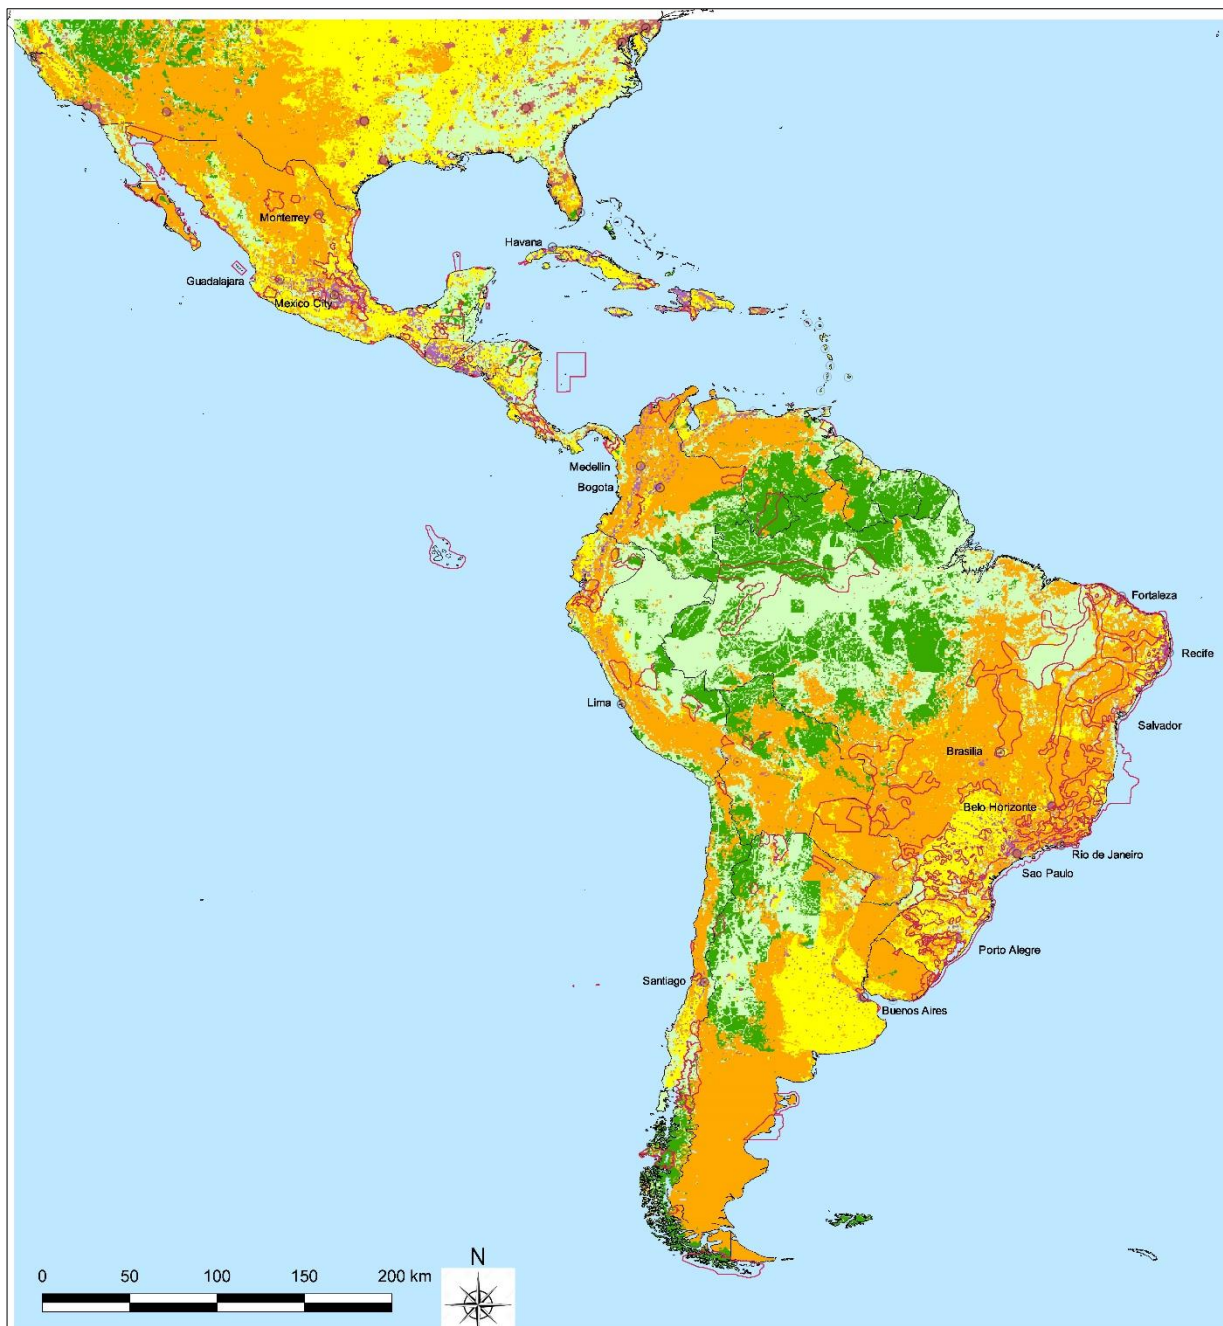 Monterrey
Havana
Guadalajara
Mexico City
Medellin
Bogota
Fortaleza
Recife
Lima
Salvador
Brasilia
Belo Horizonte
Rio de Janeiro
Sao Paulo
Porto Alegre
Santiago
Buenos Aires
N
0 50 100 150 200 km